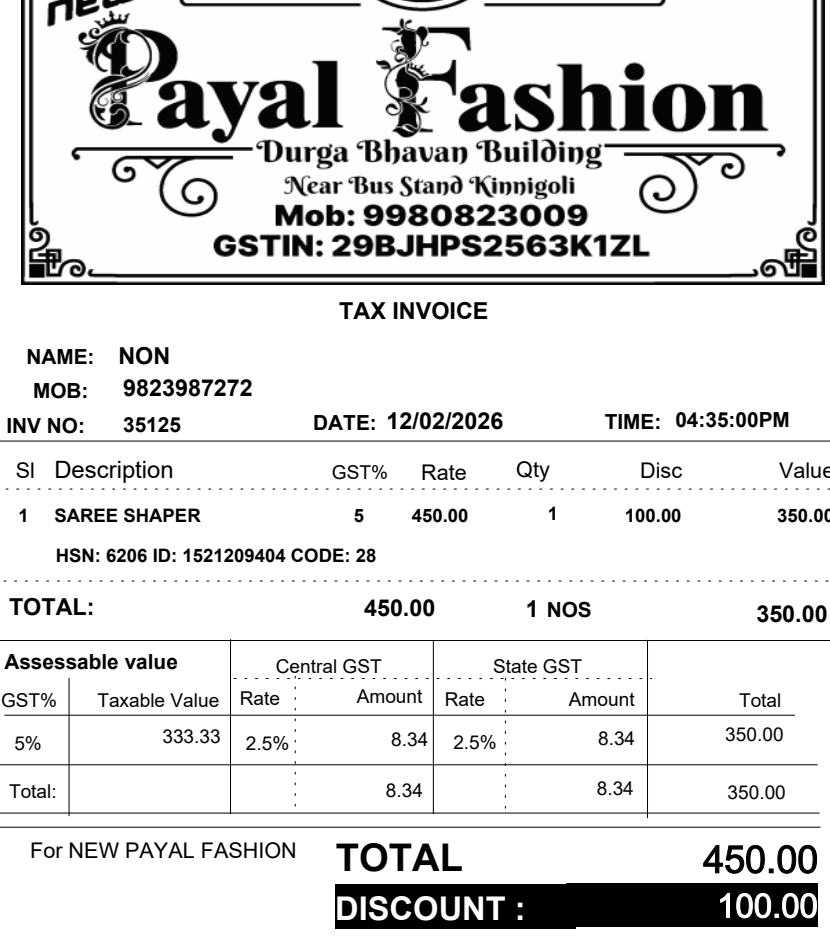 new
Payal Fashion
Durga Bhavan Building
Near Bus Stand Kinnigoli
Mob: 9980823009
GSTIN: 29BJHPS2563K1ZL
TAX INVOICE
NAME: NON
MOB: 9823987272
INV NO: 35125 DATE: 12/02/2026 TIME: 04:35:00PM
Sl Description GST% Rate Qty Disc Value
1 SAREE SHAPER 5 450.00 1 100.00 350.00
HSN: 6206 ID: 1521209404 CODE: 28
TOTAL: 450.00 1 NOS 350.00
Assessable value Central GST State GST
GST% Taxable Value Rate Amount Rate Amount Total
5% 333.33 2.5% 8.34 2.5% 8.34 350.00
Total: 8.34 8.34 350.00
For NEW PAYAL FASHION TOTAL 450.00
DISCOUNT : 100.00